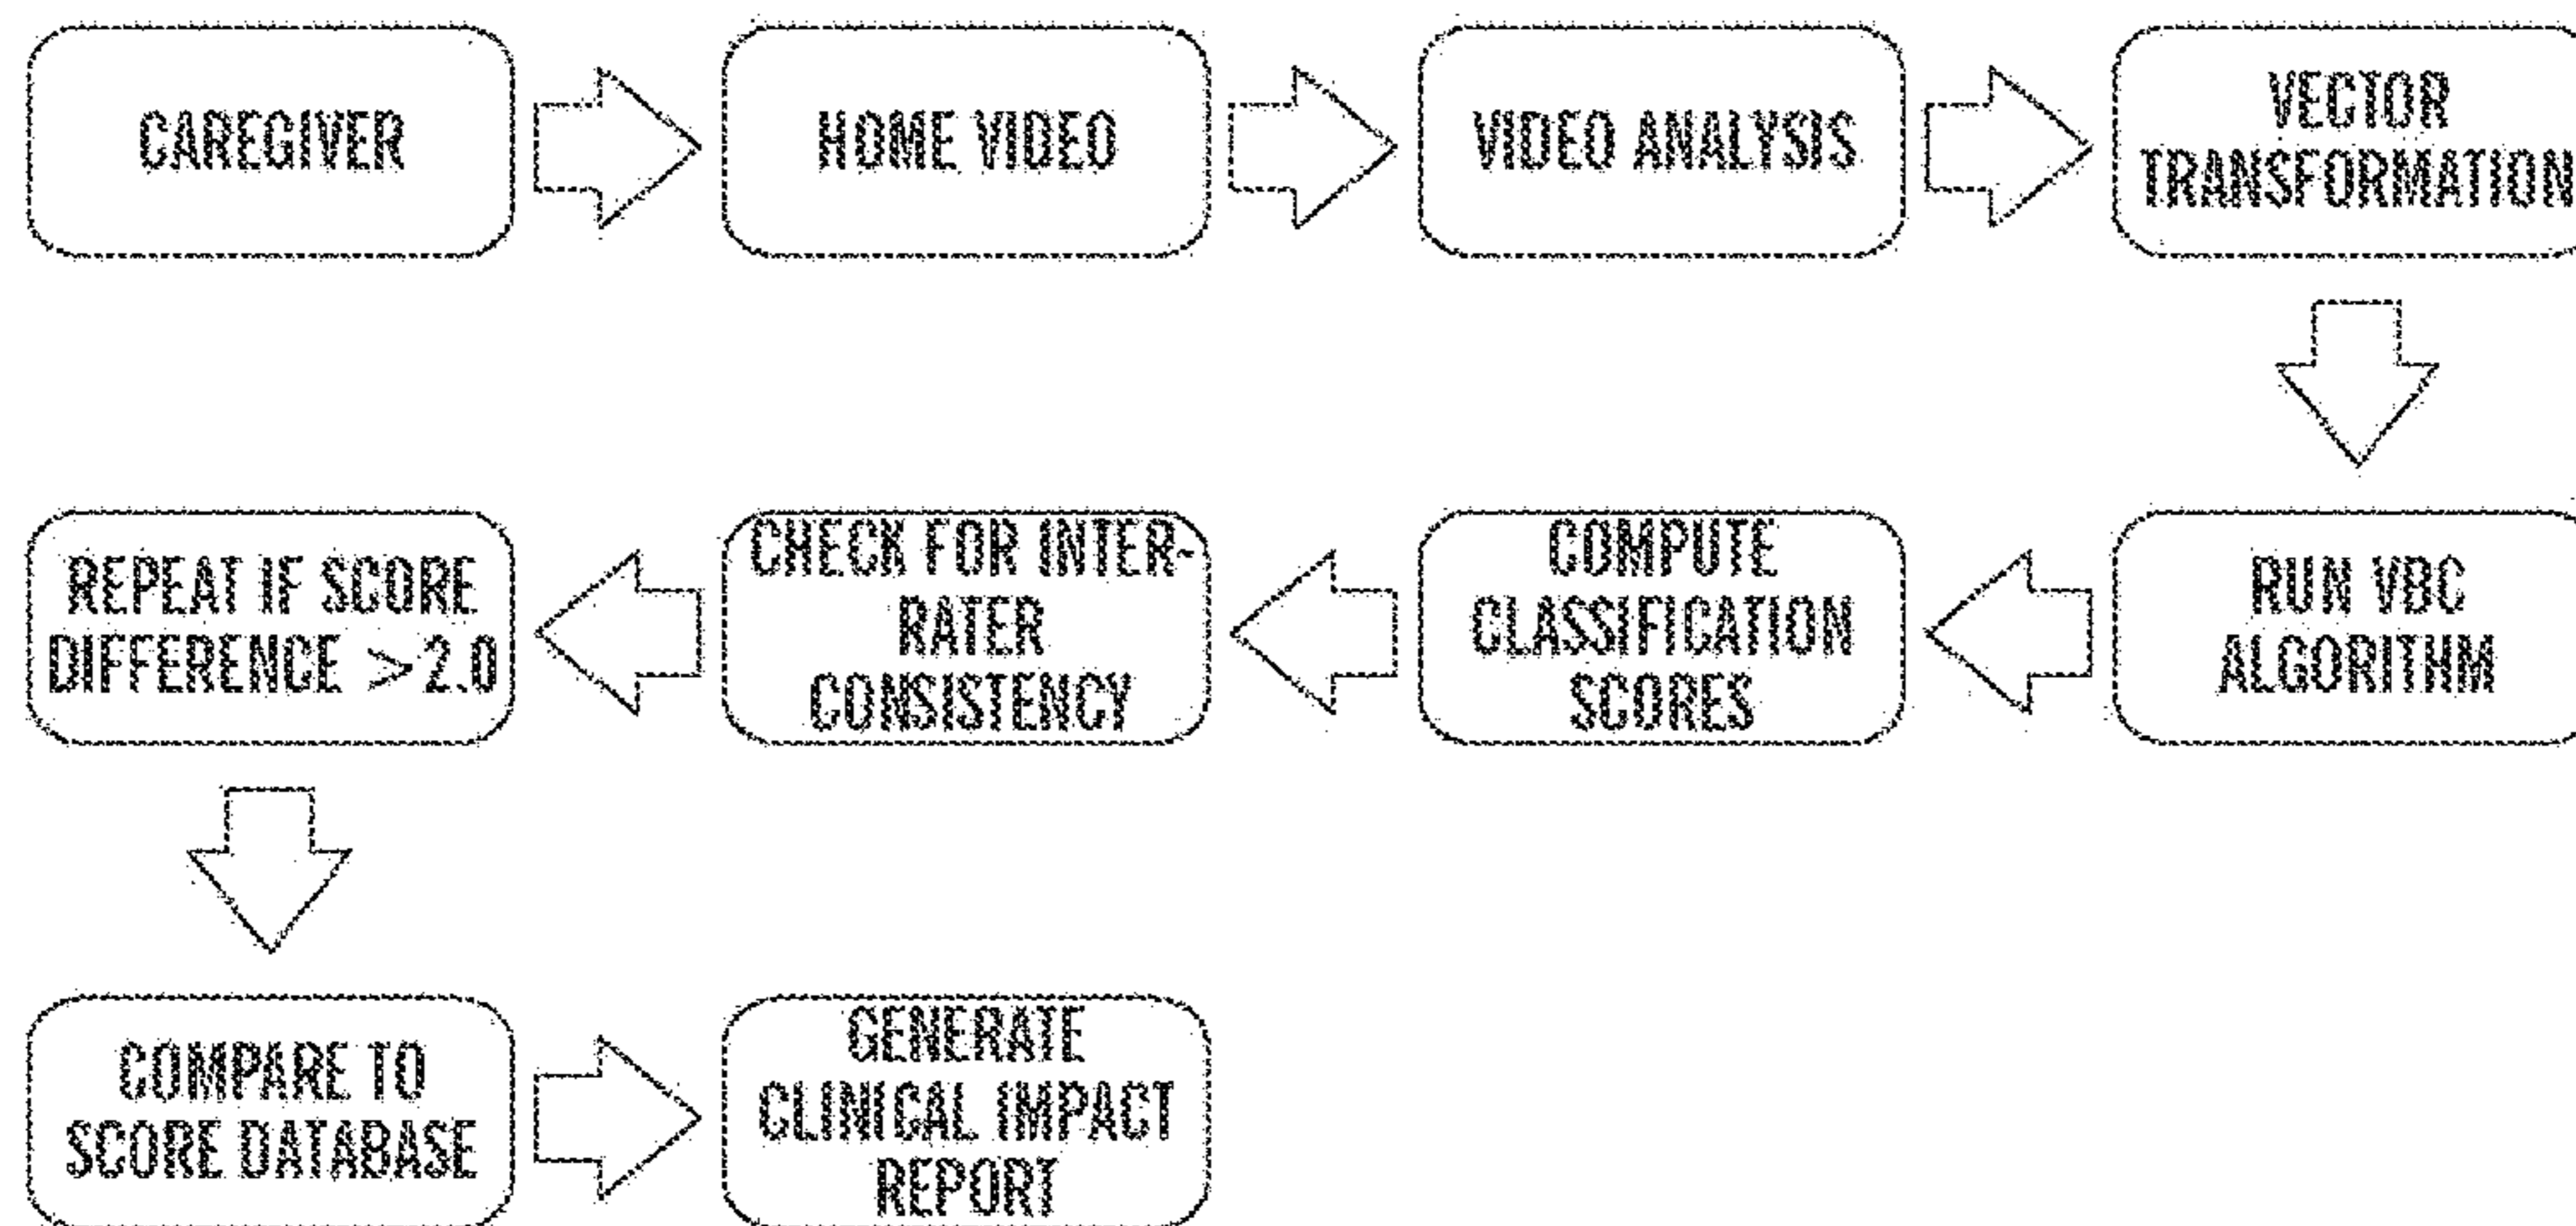 CAREGIVER
HOME VIDEO
VIDEO ANALYSIS
VECTOR
TRANSFORMATION
RUN VBC
ALGORITHM
COMPUTE
CLASSIFICATION
SCORES
CHECK FOR INTER-
RATER
CONSISTENCY
REPEAT IF SCORE
DIFFERENCE >2.0
COMPARE TO
SCORE DATABASE
GENERATE
CLINICAL IMPACT
REPORT